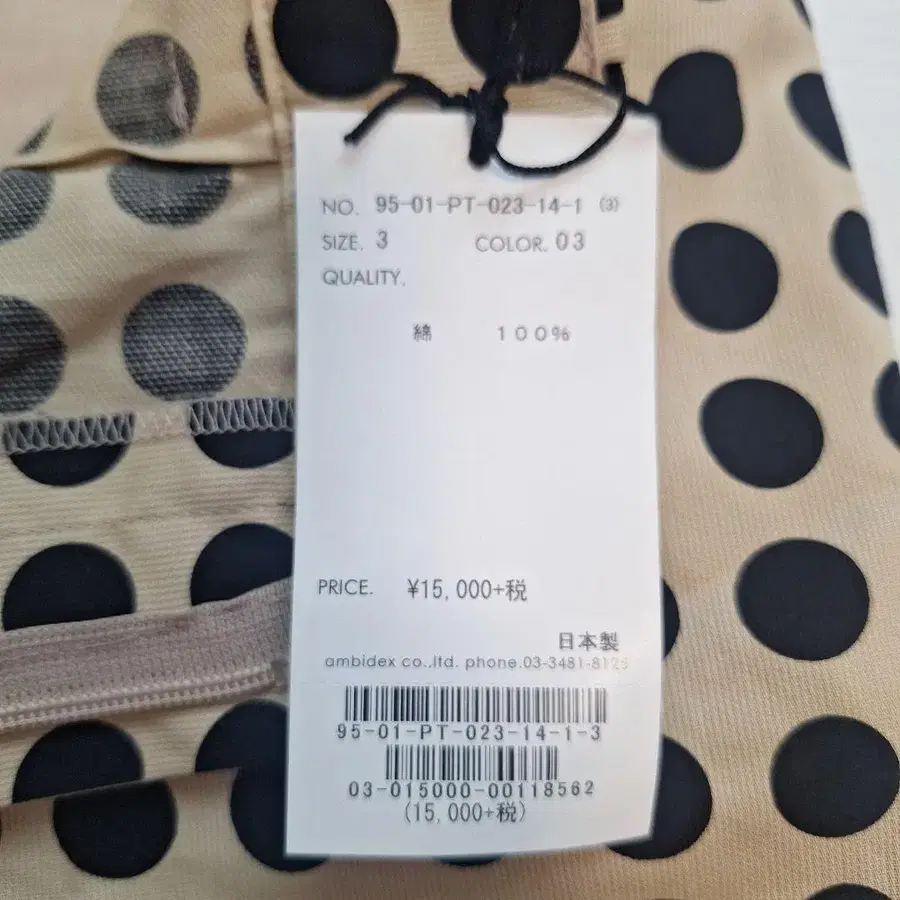 NO. 95-01-PT-023-14-1 (3)
SIZE. 3 COLOR. 03
QUALITY.
綿 100%
PRICE. ¥15,000+税
日本製
ambidex co.,ltd. phone.03-3481-8126
95-01-PT-023-14-1-3
03-015000-00118562
(15,000+税)